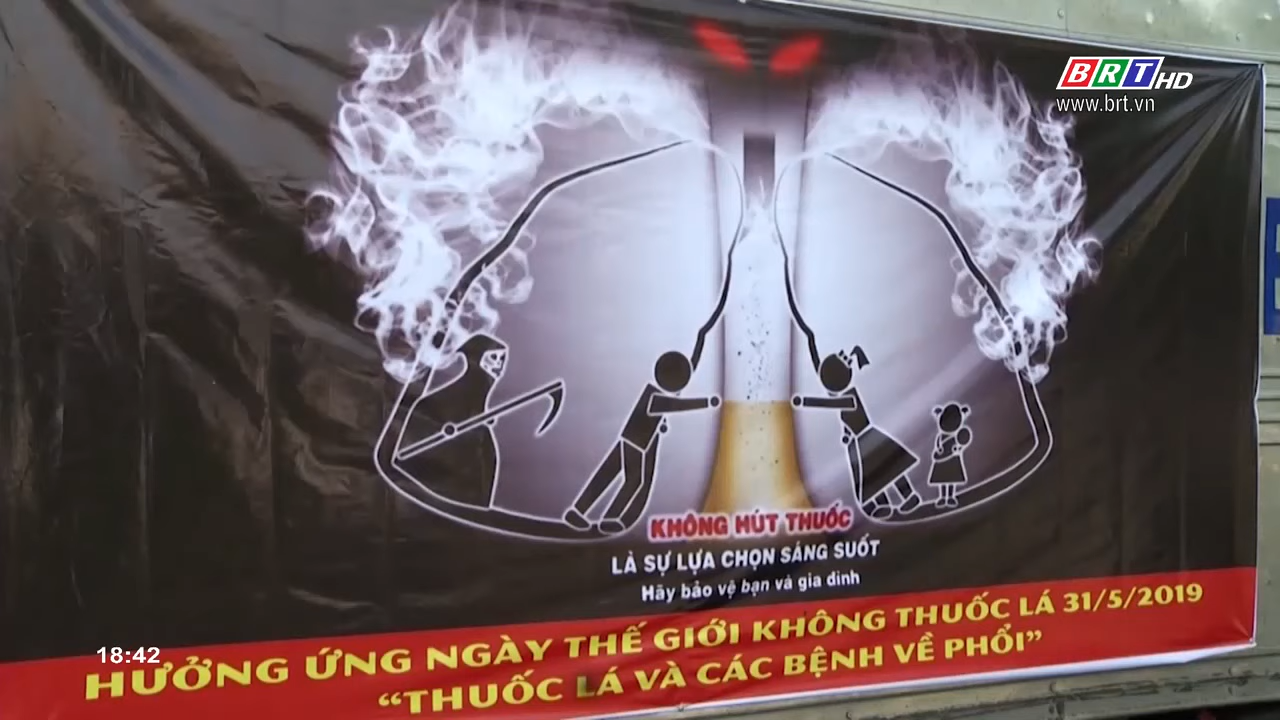 BRT HD
www.brt.vn
KHÔNG HÚT THUỐC
LÀ SỰ LỰA CHỌN SÁNG SUỐT
Hãy bảo vệ bạn và gia đình
18:42
HƯỞNG ỨNG NGÀY THẾ GIỚI KHÔNG THUỐC LÁ 31/5/2019
“THUỐC LÁ VÀ CÁC BỆNH VỀ PHỔI”